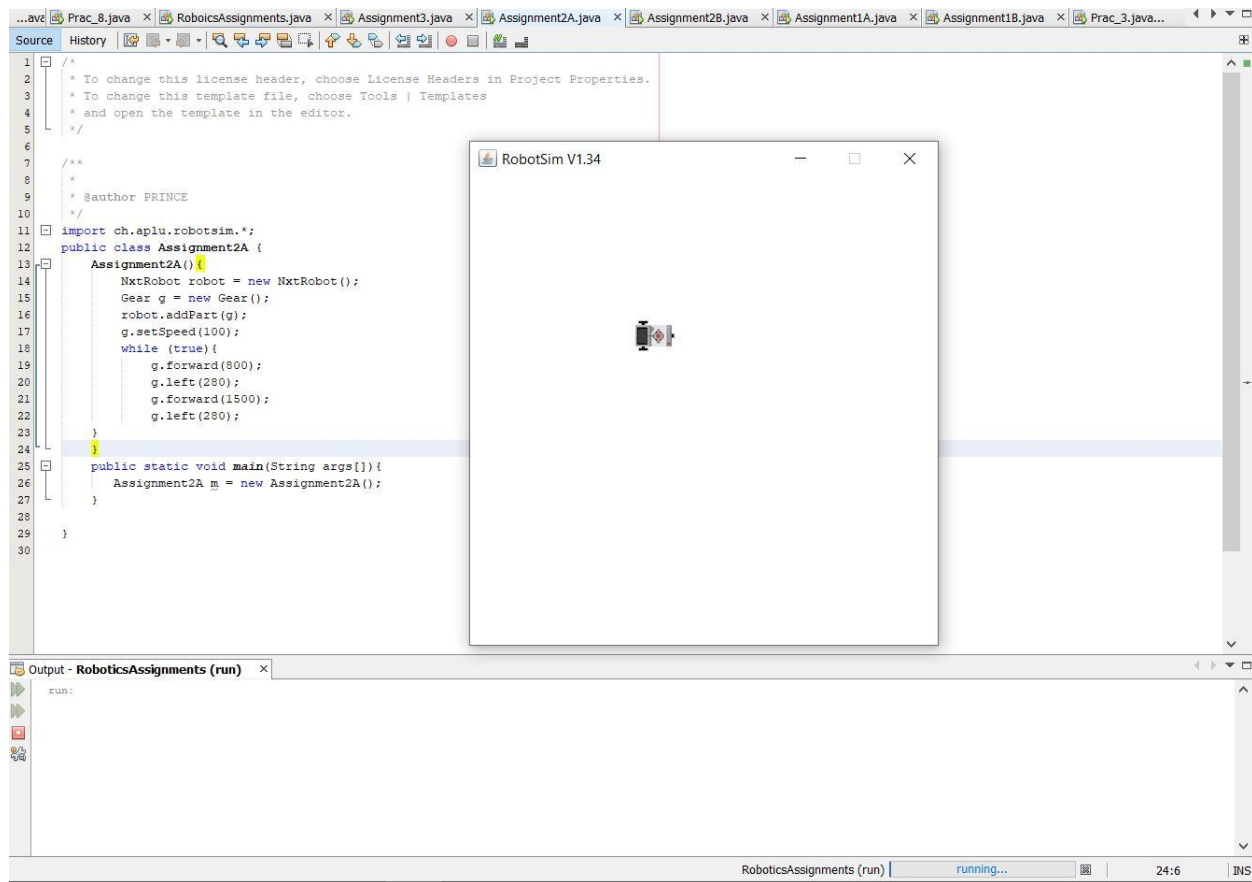 ...ava Prac_8.java × RoboicsAssignments.java × Assignment3.java × Assignment2A.java × Assignment2B.java × Assignment1A.java × Assignment1B.java × Prac_3.java...
Source History
1 /*
2 * To change this license header, choose License Headers in Project Properties.
3 * To change this template file, choose Tools | Templates
4 * and open the template in the editor.
5 */
6
7 /**
8 *
9 * @author PRINCE
10 */
11 import ch.aplu.robotsim.*;
12 public class Assignment2A {
13 Assignment2A(){
14 NxtRobot robot = new NxtRobot();
15 Gear g = new Gear();
16 robot.addPart(g);
17 g.setSpeed(100);
18 while (true){
19 g.forward(800);
20 g.left(280);
21 g.forward(1500);
22 g.left(280);
23 }
24 }
25 public static void main(String args[]){
26 Assignment2A m = new Assignment2A();
27 }
28
29 }
30
RobotSim V1.34
Output - RoboticsAssignments (run) ×
run:
RoboticsAssignments (run) running... 24:6 INS